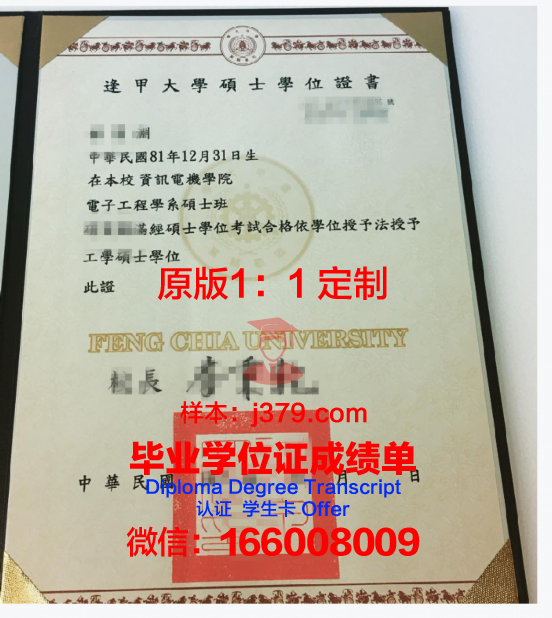 逢甲大學碩士學位證書
號
中華民國81年12月31日生
在本校 資訊電機學院
電子工程學系碩士班
經碩士學位考試合格依學位授予法授予
工學碩士學位
此證
原版1：1 定制
FENG CHIA UNIVERSITY
校長
样本：j379.com
毕业学位证成绩单
中華民國 月 日
Diploma Degree Transcript
认证 学生卡 Offer
微信：166008009